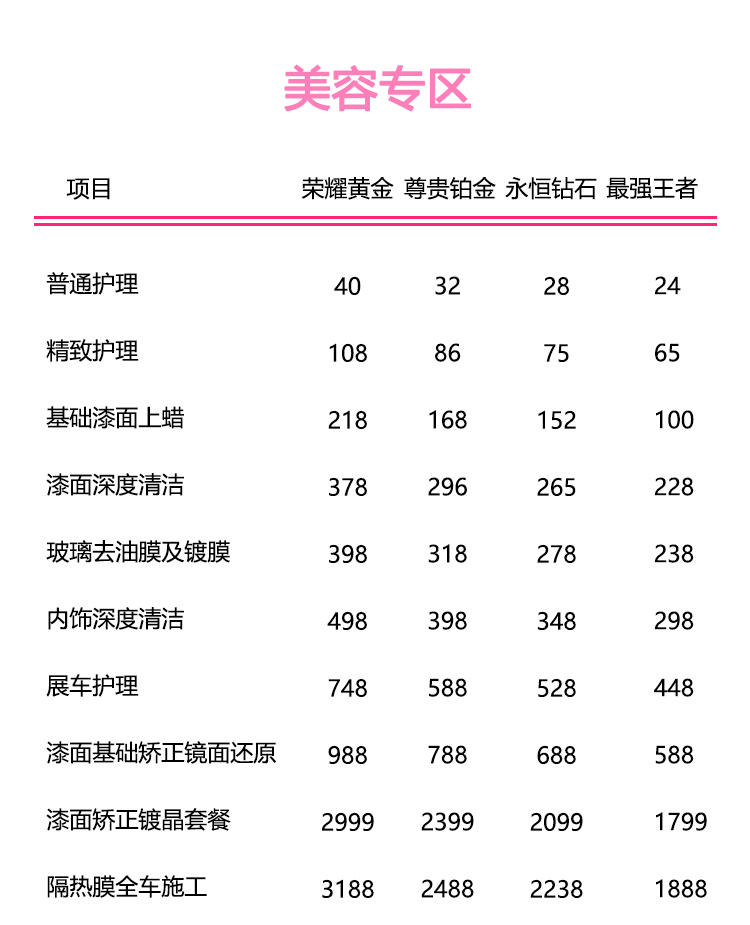 美容专区
项目 荣耀黄金 尊贵铂金 永恒钻石 最强王者
普通护理 40 32 28 24
精致护理 108 86 75 65
基础漆面上蜡 218 168 152 100
漆面深度清洁 378 296 265 228
玻璃去油膜及镀膜 398 318 278 238
内饰深度清洁 498 398 348 298
展车护理 748 588 528 448
漆面基础矫正镜面还原 988 788 688 588
漆面矫正镀晶套餐 2999 2399 2099 1799
隔热膜全车施工 3188 2488 2238 1888